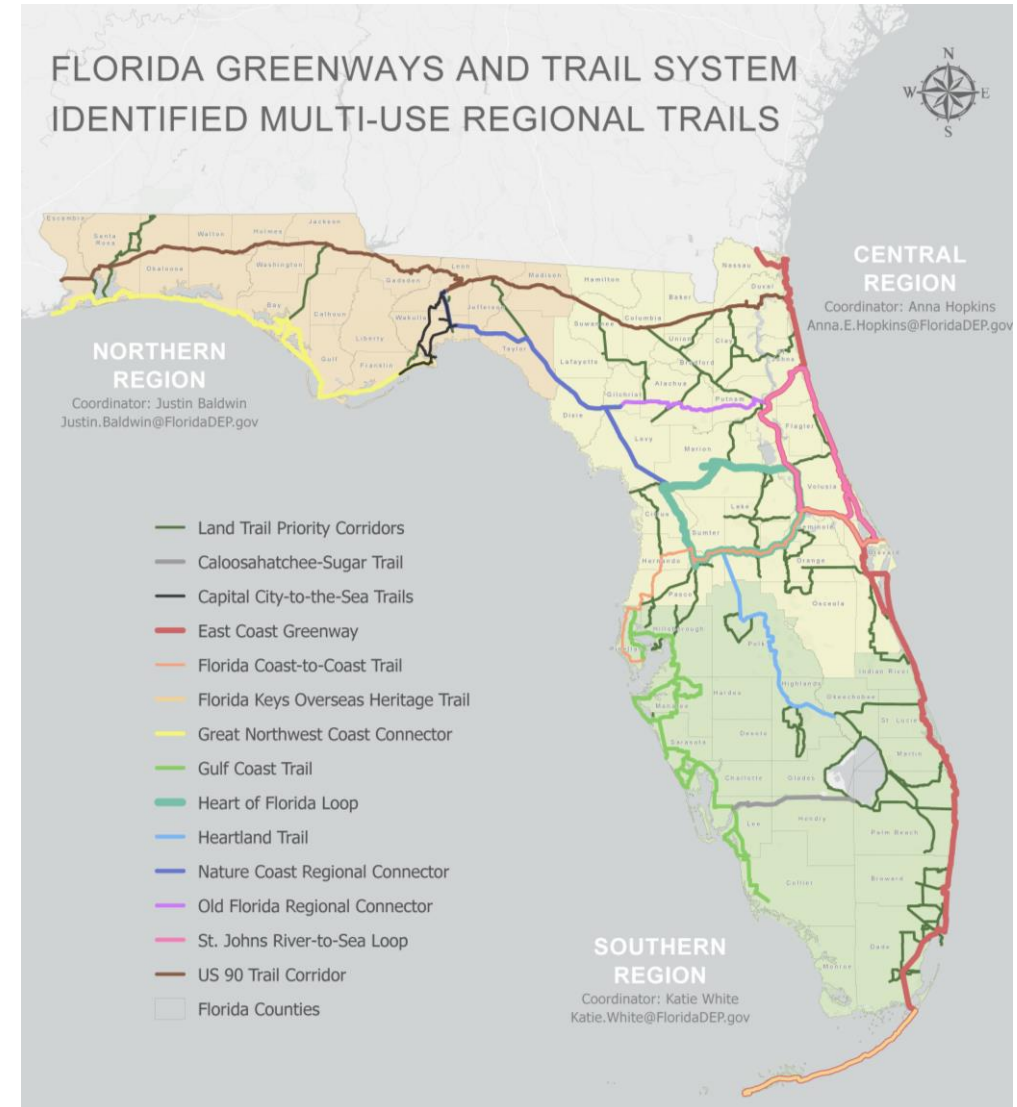 FLORIDA GREENWAYS AND TRAIL SYSTEM
IDENTIFIED MULTI-USE REGIONAL TRAILS
N
W
E
S
Escambia
Santa
Rosa
Okaloosa
Walton
Holmes
Jackson
Washington
Bay
Calhoun
Gulf
Liberty
Franklin
Gadsden
Wakulla
Leon
Jefferson
Madison
Taylor
Hamilton
Suwannee
Columbia
Baker
Nassau
Duval
Union
Clay
Bradford
Lafayette
Alachua
Gilchrist
Dixie
Putnam
Flagler
Levy
Marion
Volusia
Citrus
Lake
Sumter
Seminole
Hernando
Orange
Brevard
Pasco
Osceola
Hillsborough
Polk
Pinellas
Indian River
Highlands
Okeechobee
Manatee
Hardee
St. Lucie
Sarasota
Desoto
Martin
Charlotte
Glades
Lee
Hendry
Palm Beach
Collier
Broward
Monroe
Dade
NORTHERN
REGION
Coordinator: Justin Baldwin
Justin.Baldwin@FloridaDEP.gov
CENTRAL
REGION
Coordinator: Anna Hopkins
Anna.E.Hopkins@FloridaDEP.gov
Land Trail Priority Corridors
Caloosahatchee-Sugar Trail
Capital City-to-the-Sea Trails
East Coast Greenway
Florida Coast-to-Coast Trail
Florida Keys Overseas Heritage Trail
Great Northwest Coast Connector
Gulf Coast Trail
Heart of Florida Loop
Heartland Trail
Nature Coast Regional Connector
Old Florida Regional Connector
St. Johns River-to-Sea Loop
US 90 Trail Corridor
Florida Counties
SOUTHERN
REGION
Coordinator: Katie White
Katie.White@FloridaDEP.gov